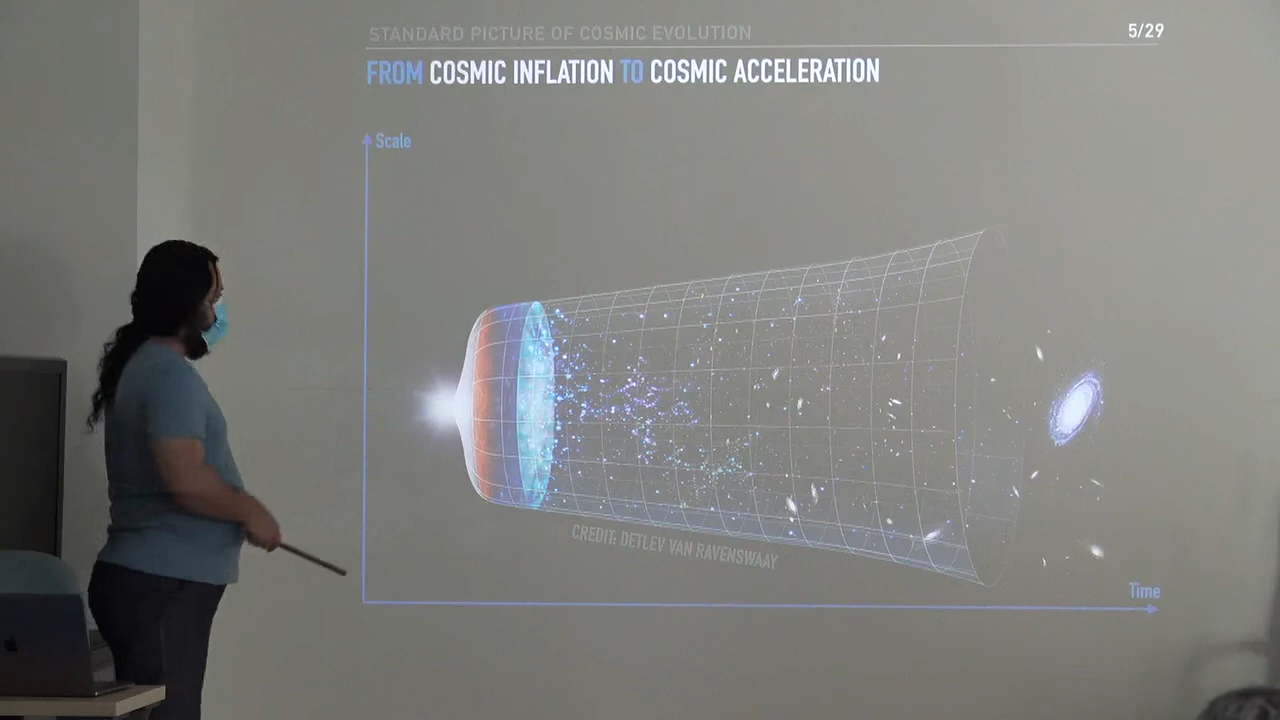 STANDARD PICTURE OF COSMIC EVOLUTION
5/29
FROM COSMIC INFLATION TO COSMIC ACCELERATION
Scale
CREDIT: DETLEV VAN RAVENSWAAY
Time